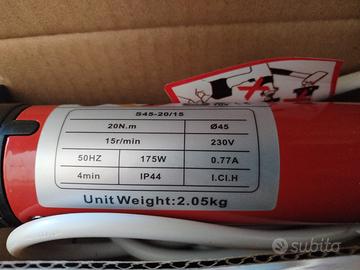 S45-20/15
20N.m Ø45
15r/min 230V
50HZ 175W 0.77A
4min IP44 I.Cl.H
Unit Weight:2.05kg
subito